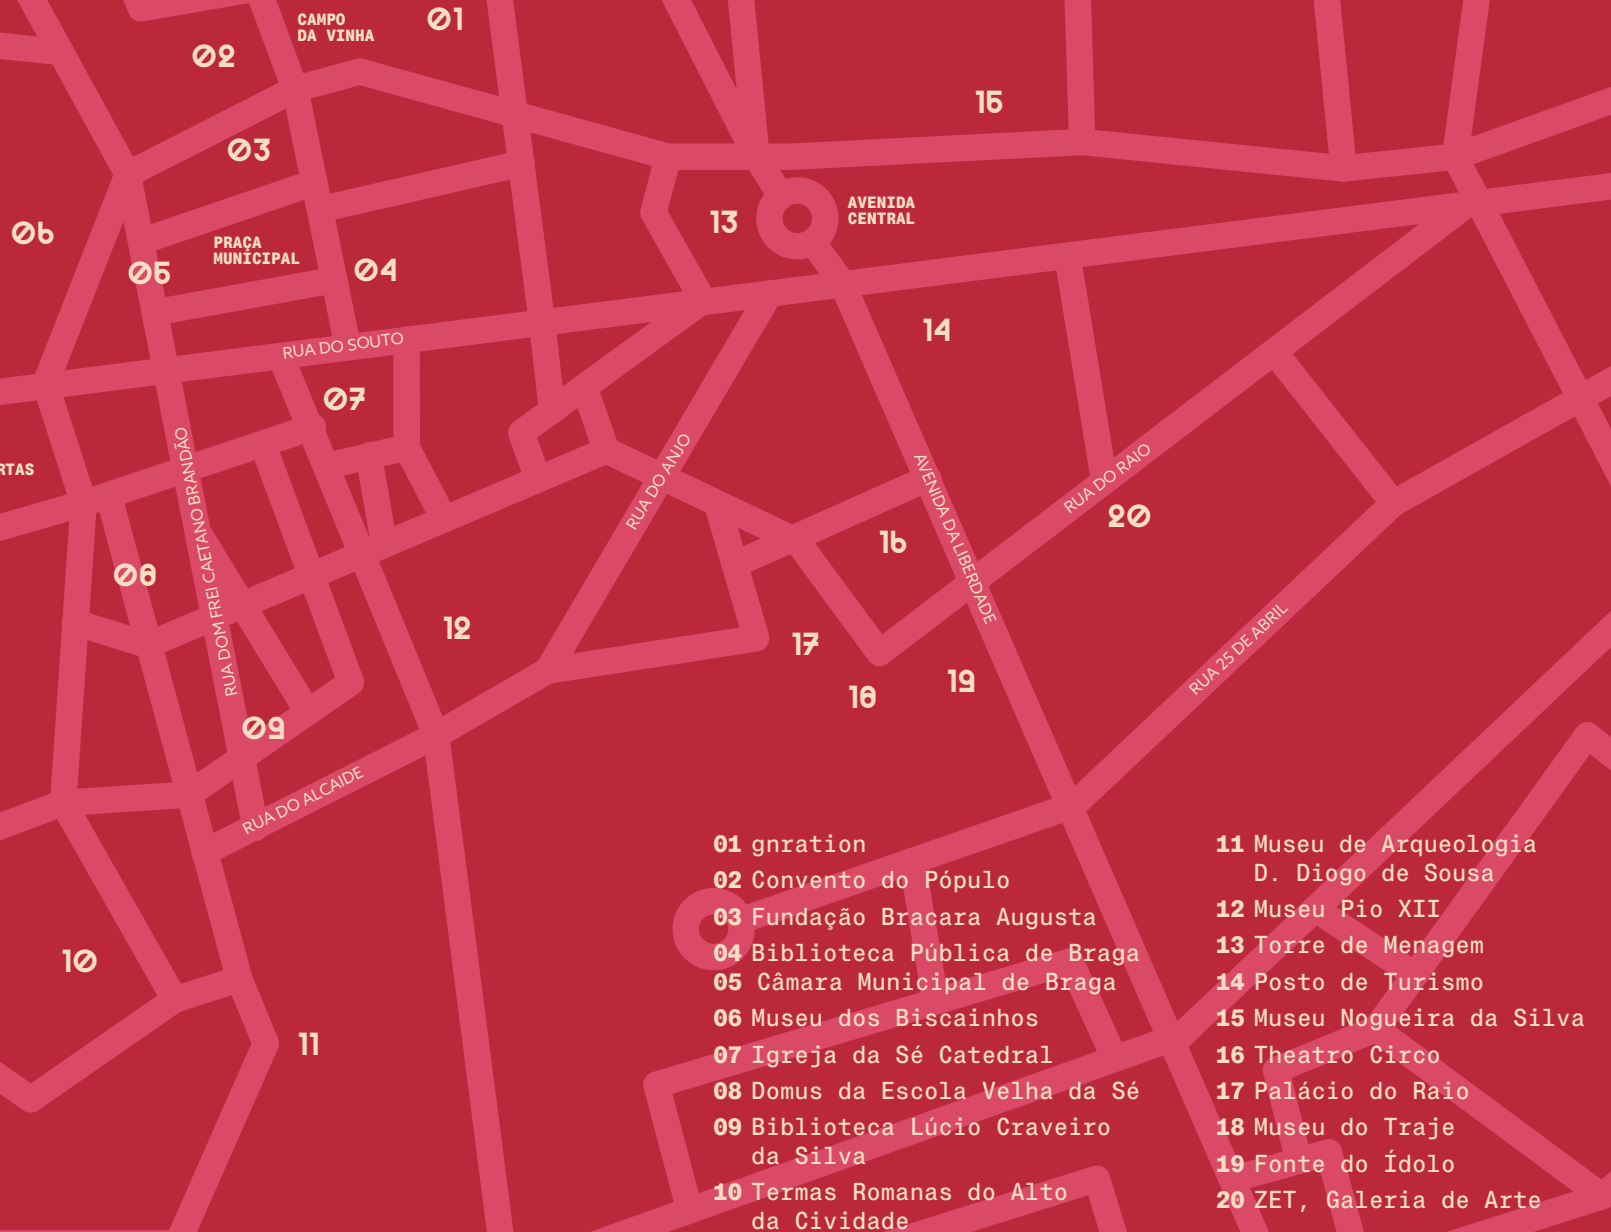 CAMPO
DA VINHA
01
02
15
03
AVENIDA
CENTRAL
13
06
PRAÇA
MUNICIPAL
05
04
14
RUA DO SOUTO
07
RUA DO ANJO
RUA DO RAIO
RTAS
RUA DOM FREI CAETANO BRANDÃO
AVENIDA DA LIBERDADE
20
16
08
12
17
RUA 25 DE ABRIL
18
19
09
RUA DO ALCAIDE
10
11
01 gnration
02 Convento do Pópulo
03 Fundação Bracara Augusta
04 Biblioteca Pública de Braga
05 Câmara Municipal de Braga
06 Museu dos Biscainhos
07 Igreja da Sé Catedral
08 Domus da Escola Velha da Sé
09 Biblioteca Lúcio Craveiro
da Silva
10 Termas Romanas do Alto
da Cividade
11 Museu de Arqueologia
D. Diogo de Sousa
12 Museu Pio XII
13 Torre de Menagem
14 Posto de Turismo
15 Museu Nogueira da Silva
16 Theatro Circo
17 Palácio do Raio
18 Museu do Traje
19 Fonte do Ídolo
20 ZET, Galeria de Arte